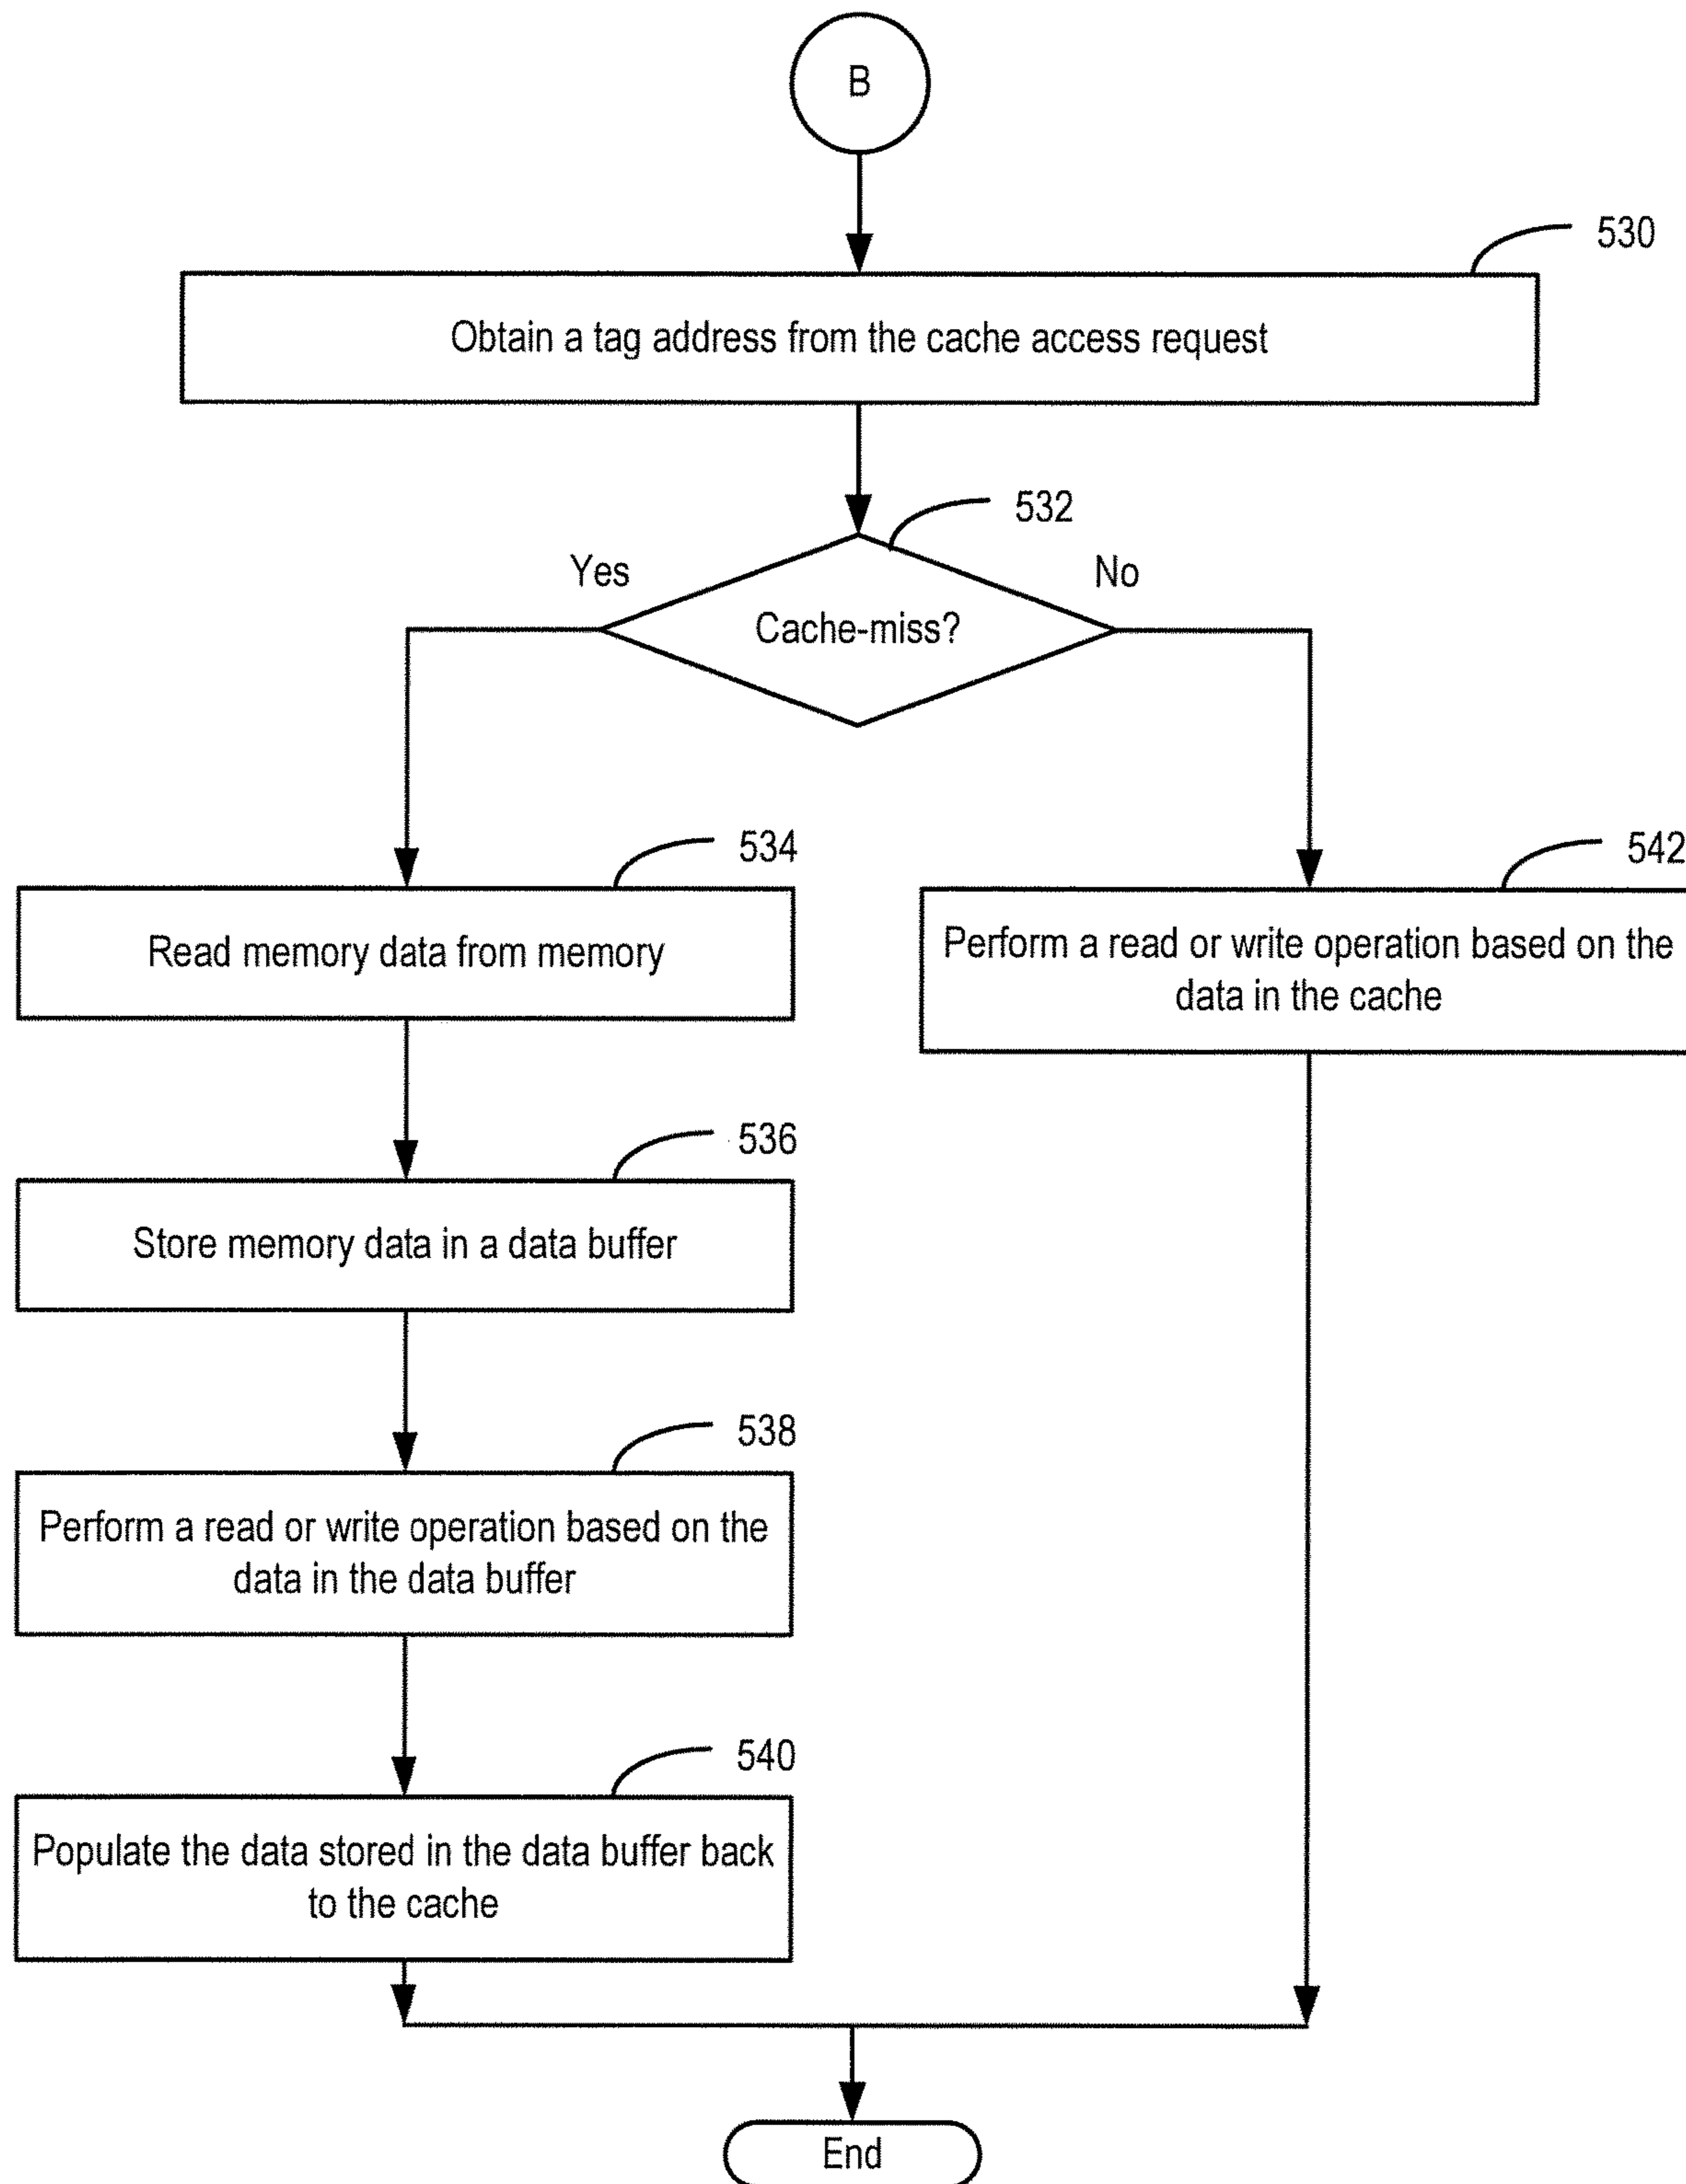 B
530
Obtain a tag address from the cache access request
532
Yes
No
Cache-miss?
534
542
Read memory data from memory
Perform a read or write operation based on the
data in the cache
536
Store memory data in a data buffer
538
Perform a read or write operation based on the
data in the data buffer
540
Populate the data stored in the data buffer back
to the cache
End